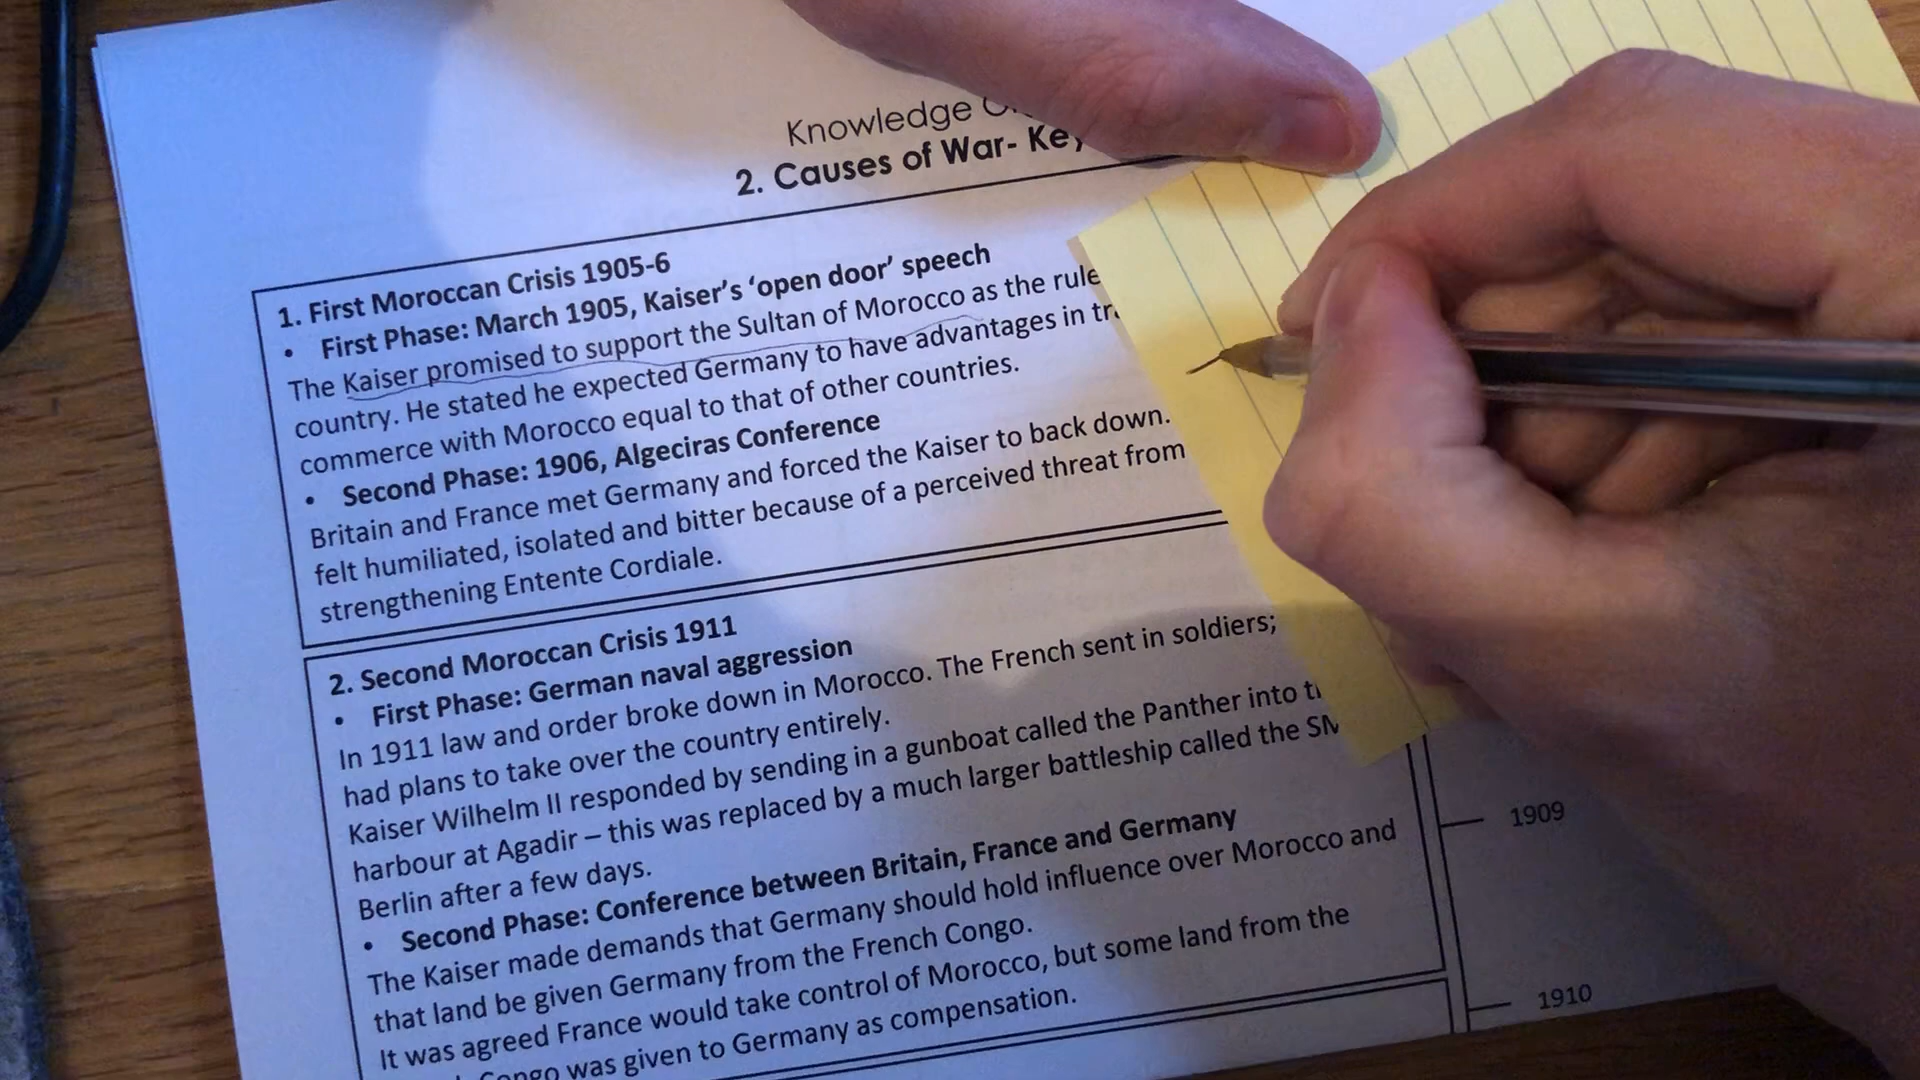 Knowledge
2. Causes of War- Key
1. First Moroccan Crisis 1905-6
• First Phase: March 1905, Kaiser's 'open door' speech
The Kaiser promised to support the Sultan of Morocco as the
country. He stated he expected Germany to have advantages in
commerce with Morocco equal to that of other countries.
• Second Phase: 1906, Algeciras Conference
Britain and France met Germany and forced the Kaiser to back down.
felt humiliated, isolated and bitter because of a perceived threat from
strengthening Entente Cordiale.
2. Second Moroccan Crisis 1911
• First Phase: German naval aggression
In 1911 law and order broke down in Morocco. The French sent in soldiers;
had plans to take over the country entirely.
Kaiser Wilhelm II responded by sending in a gunboat called the Panther into
harbour at Agadir – this was replaced by a much larger battleship called the
Berlin after a few days.
• Second Phase: Conference between Britain, France and Germany
The Kaiser made demands that Germany should hold influence over Morocco and
that land be given Germany from the French Congo.
It was agreed France would take control of Morocco, but some land from the
Congo was given to Germany as compensation.
1909
1910